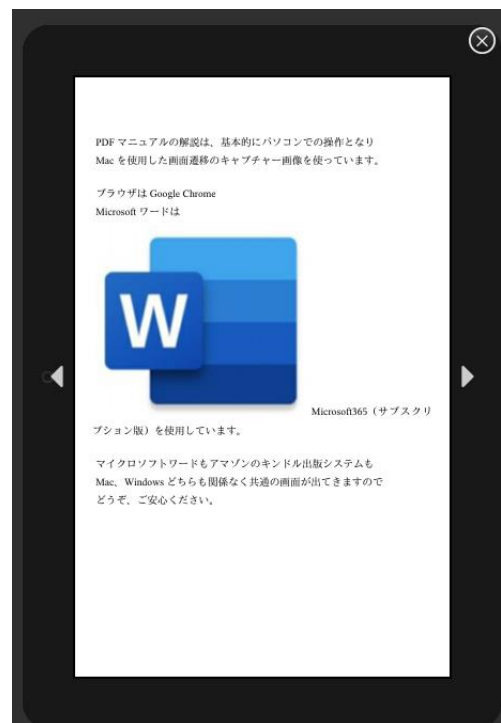 PDF マニュアルの解説は、基本的にパソコンでの操作となり
Mac を使用した画面遷移のキャプチャー画像を使っています。
ブラウザは Google Chrome
Microsoft ワードは
W
Microsoft365（サブスクリ
プション版）を使用しています。
マイクロソフトワードもアマゾンのキンドル出版システムも
Mac、Windows どちらも関係なく共通の画面が出てきますので
どうぞ、ご安心ください。